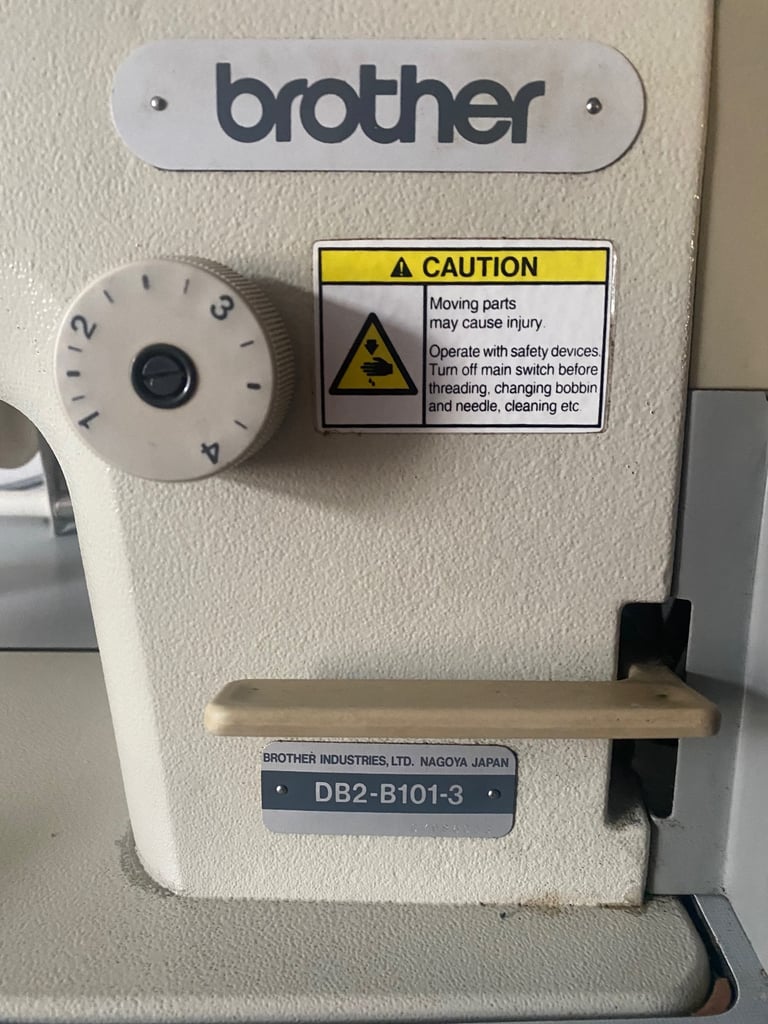 brother
CAUTION
Moving parts
may cause injury.
Operate with safety devices.
Turn off main switch before
threading, changing bobbin
and needle, cleaning etc
1 2 3 4
BROTHER INDUSTRIES, LTD. NAGOYA JAPAN
DB2-B101-3